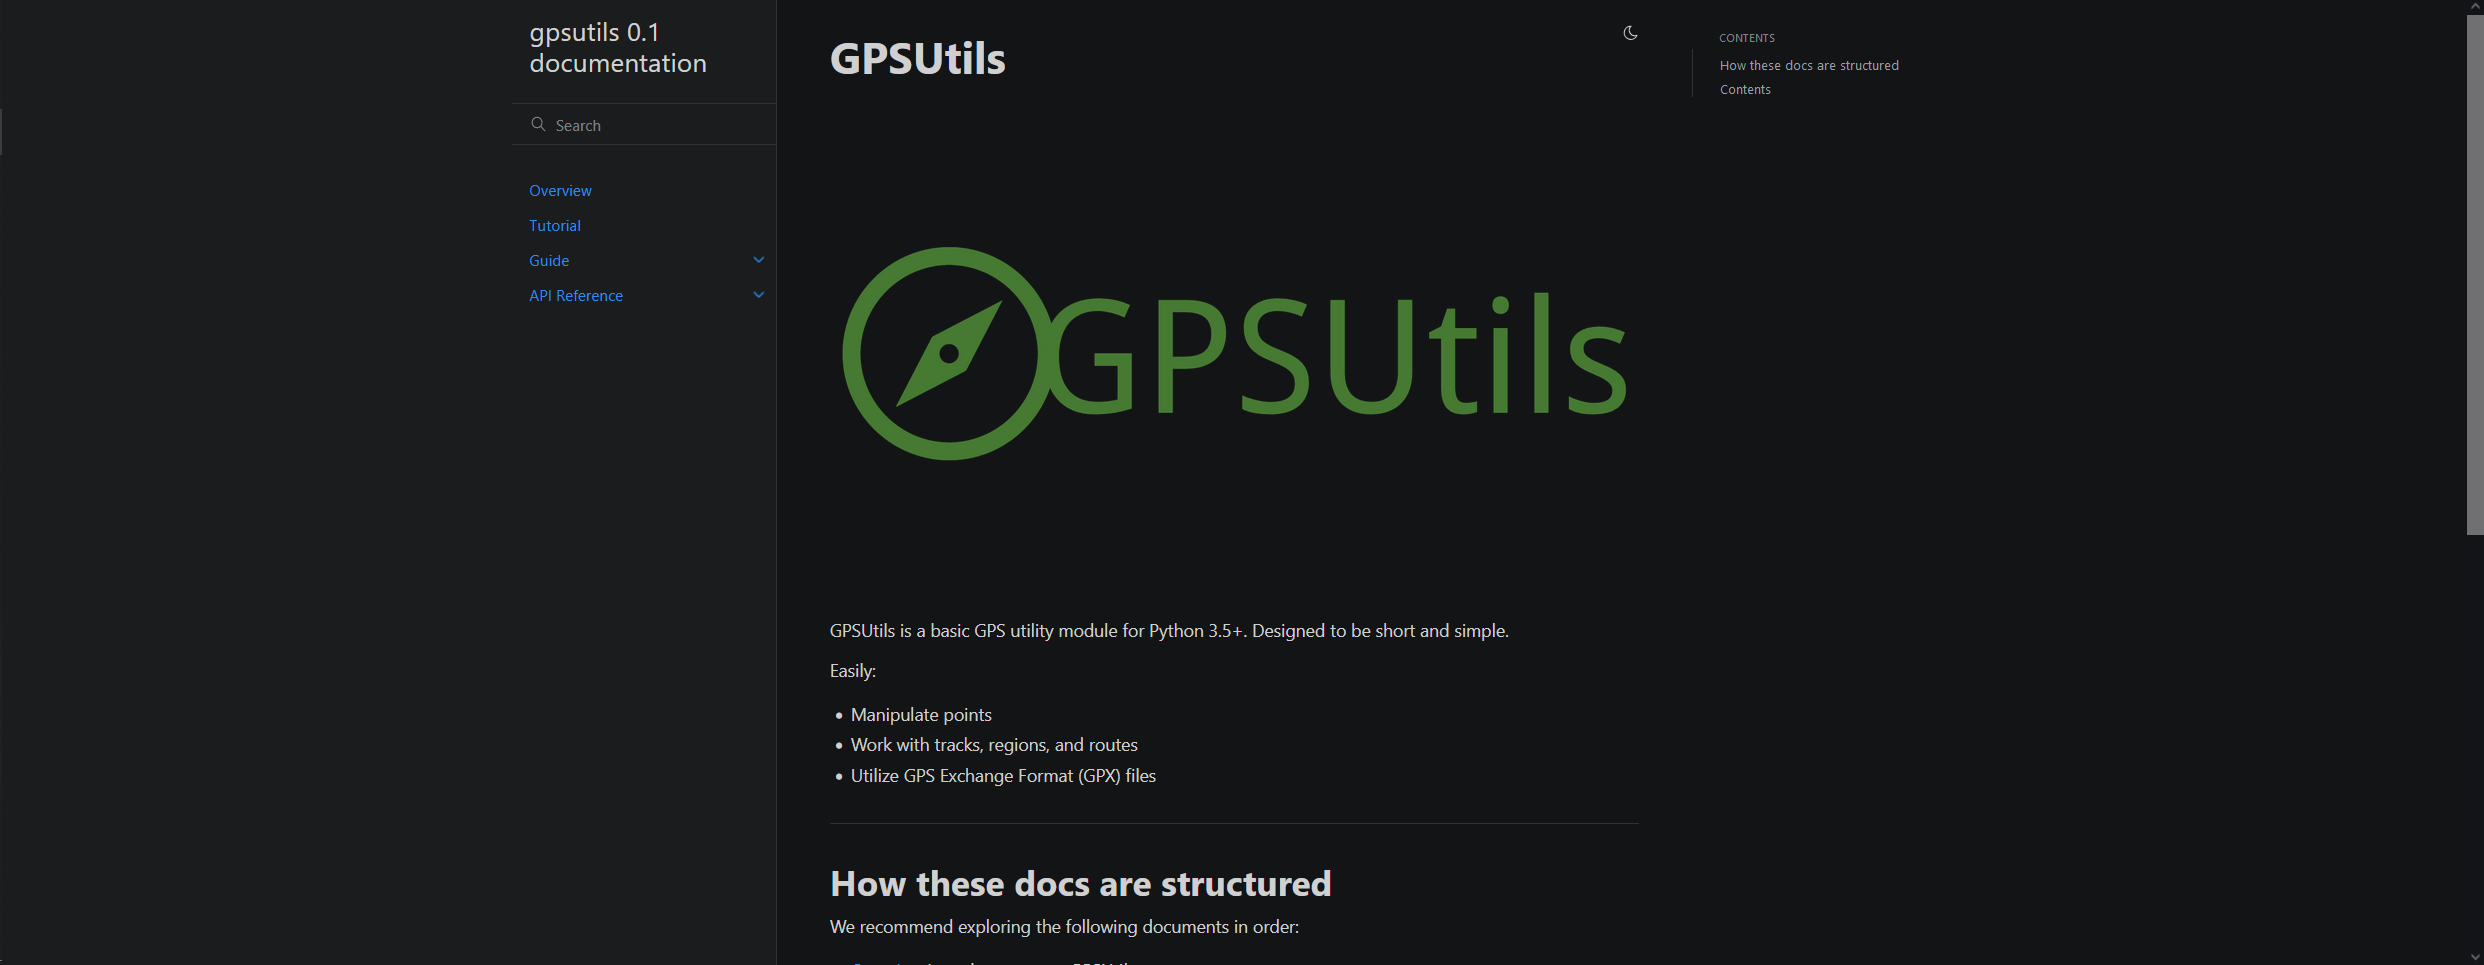 gpsutils 0.1
documentation
Search
Overview
Tutorial
Guide
API Reference
GPSUtils
GPSUtils
GPSUtils is a basic GPS utility module for Python 3.5+. Designed to be short and simple.
Easily:
Manipulate points
Work with tracks, regions, and routes
Utilize GPS Exchange Format (GPX) files
How these docs are structured
We recommend exploring the following documents in order:
CONTENTS
How these docs are structured
Contents